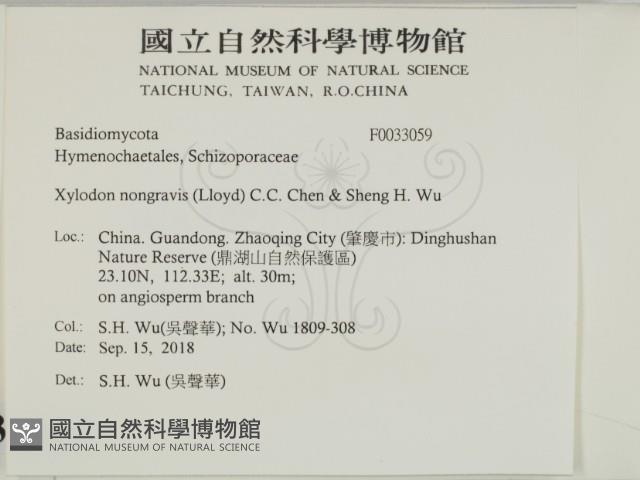 國立自然科學博物館
NATIONAL MUSEUM OF NATURAL SCIENCE
TAICHUNG, TAIWAN, R.O.CHINA
Basidiomycota F0033059
Hymenochaetales, Schizoporaceae
Xylodon nongravis (Lloyd) C.C. Chen & Sheng H. Wu
Loc.: China. Guandong. Zhaoqing City (肇慶市): Dinghushan
Nature Reserve (鼎湖山自然保護區)
23.10N, 112.33E; alt. 30m;
on angiosperm branch
Col.: S.H. Wu(吳聲華); No. Wu 1809-308
Date: Sep. 15, 2018
Det.: S.H. Wu (吳聲華)
國立自然科學博物館
NATIONAL MUSEUM OF NATURAL SCIENCE